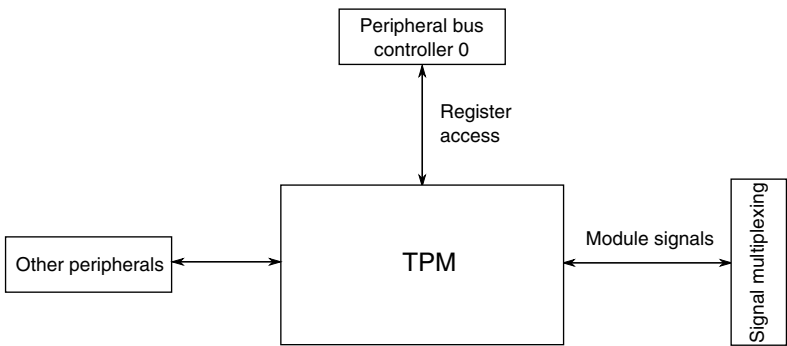 Peripheral bus
controller 0
Register
access
Other peripherals
TPM
Module signals
Signal multiplexing